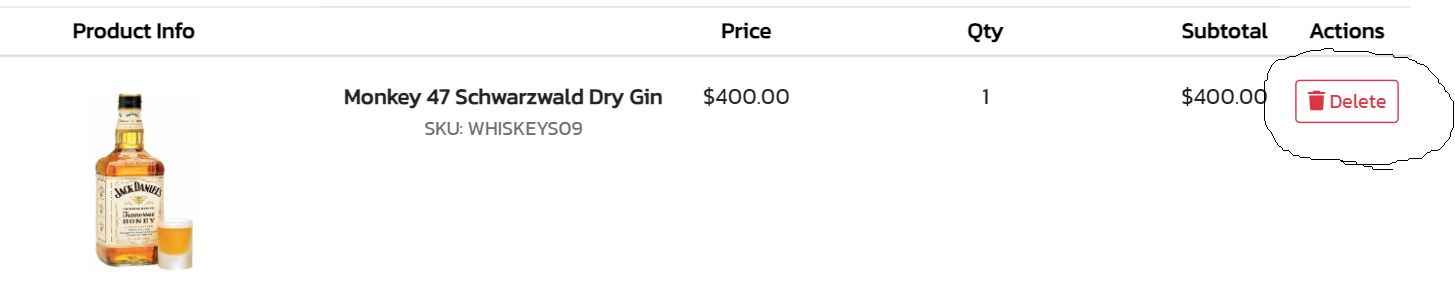 Product Info Price Qty Subtotal Actions
Monkey 47 Schwarzwald Dry Gin $400.00 1 $400.00 Delete
SKU: WHISKEYS09
JACK DANIEL'S
Tennessee
HONEY